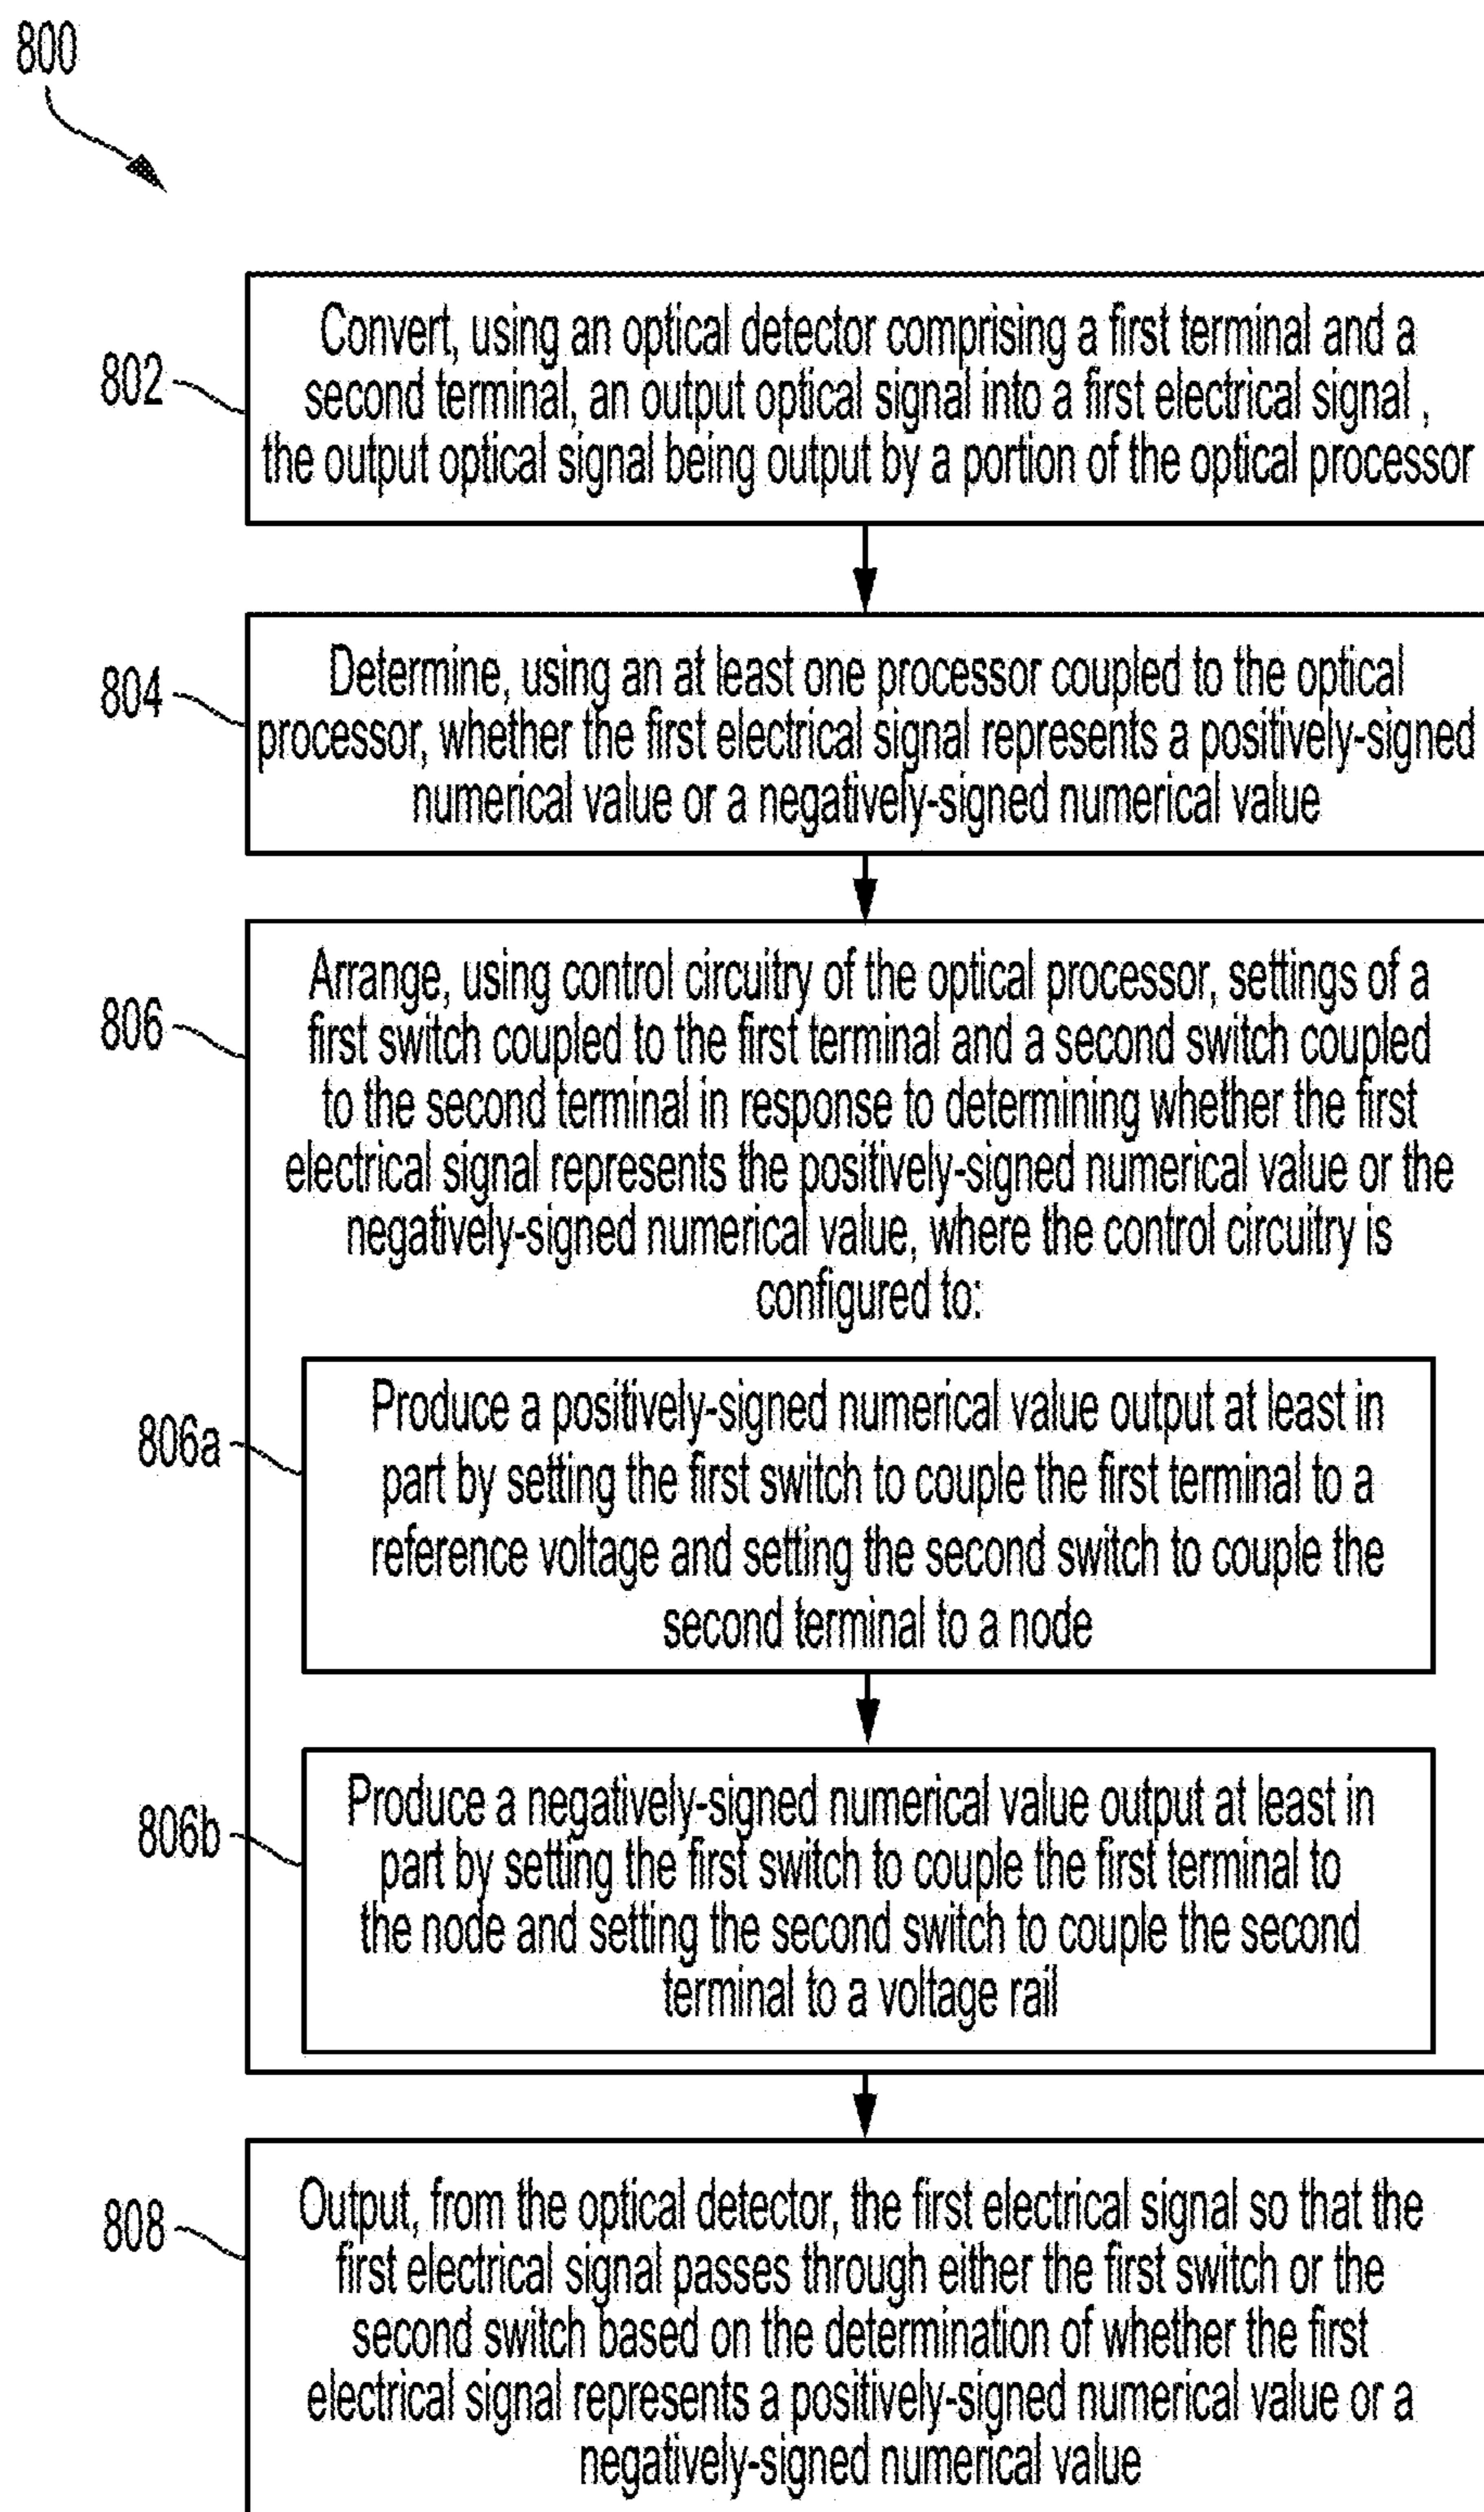 800
802
Convert, using an optical detector comprising a first terminal and a
second terminal, an output optical signal into a first electrical signal ,
the output optical signal being output by a portion of the optical processor
804
Determine, using an at least one processor coupled to the optical
processor, whether the first electrical signal represents a positively-signed
numerical value or a negatively-signed numerical value
806
Arrange, using control circuitry of the optical processor, settings of a
first switch coupled to the first terminal and a second switch coupled
to the second terminal in response to determining whether the first
electrical signal represents the positively-signed numerical value or the
negatively-signed numerical value, where the control circuitry is
configured to:
806a
Produce a positively-signed numerical value output at least in
part by setting the first switch to couple the first terminal to a
reference voltage and setting the second switch to couple the
second terminal to a node
806b
Produce a negatively-signed numerical value output at least in
part by setting the first switch to couple the first terminal to
the node and setting the second switch to couple the second
terminal to a voltage rail
808
Output, from the optical detector, the first electrical signal so that the
first electrical signal passes through either the first switch or the
second switch based on the determination of whether the first
electrical signal represents a positively-signed numerical value or a
negatively-signed numerical value